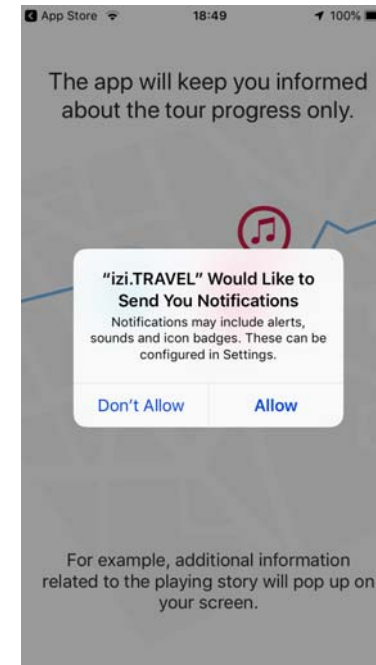 App Store 18:49 100%
The app will keep you informed
about the tour progress only.
“izi.TRAVEL” Would Like to
Send You Notifications
Notifications may include alerts,
sounds and icon badges. These can be
configured in Settings.
Don’t Allow Allow
For example, additional information
related to the playing story will pop up on
your screen.